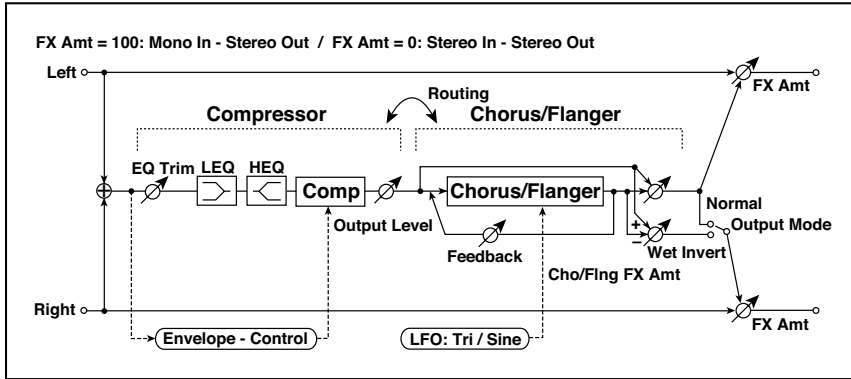 FX Amt = 100: Mono In - Stereo Out / FX Amt = 0: Stereo In - Stereo Out
Left
FX Amt
Routing
Compressor
Chorus/Flanger
EQ Trim
LEQ
HEQ
Comp
Chorus/Flanger
Normal
Output Level
+
−
Output Mode
Feedback
Wet Invert
Cho/Flng FX Amt
Right
FX Amt
Envelope - Control
LFO: Tri / Sine